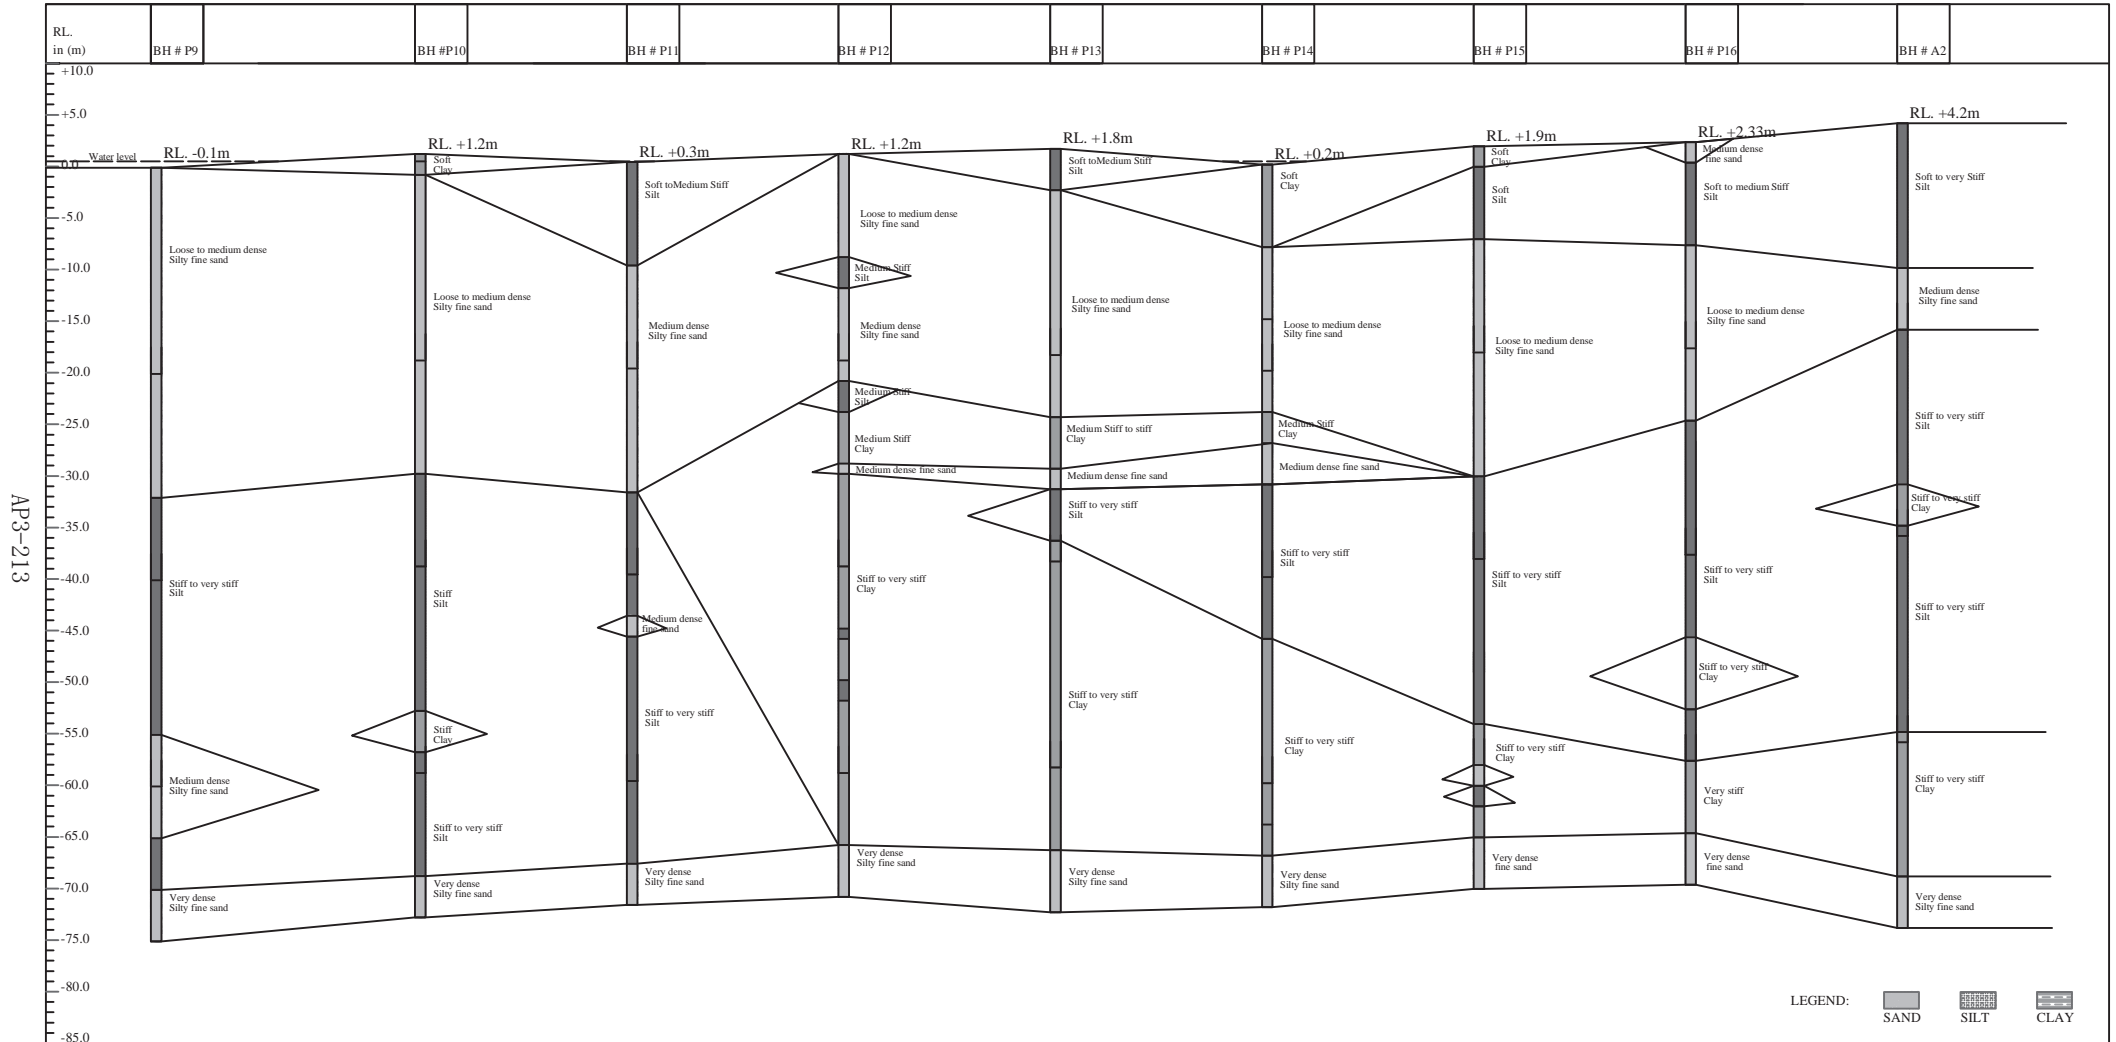 RL.
in (m)
BH # P9
BH #P10
BH # P11
BH # P12
BH # P13
BH # P14
BH # P15
BH # P16
BH # A2
+10.0
+5.0
0.0
-5.0
-10.0
-15.0
-20.0
-25.0
-30.0
-35.0
-40.0
-45.0
-50.0
-55.0
-60.0
-65.0
-70.0
-75.0
-80.0
-85.0
Water level
AP3-213
RL. -0.1m
Loose to medium dense
Silty fine sand
Stiff to very stiff
Silt
Medium dense
Silty fine sand
Very dense
Silty fine sand
RL. +1.2m
Soft
Clay
Loose to medium dense
Silty fine sand
Stiff
Silt
Stiff
Clay
Stiff to very stiff
Silt
Very dense
Silty fine sand
RL. +0.3m
Soft toMedium Stiff
Silt
Medium dense
Silty fine sand
Medium dense
fine sand
Stiff to very stiff
Silt
Very dense
Silty fine sand
RL. +1.2m
Loose to medium dense
Silty fine sand
Medium Stiff
Silt
Medium dense
Silty fine sand
Medium Stiff
Silt
Medium Stiff
Clay
Medium dense fine sand
Stiff to very stiff
Clay
Very dense
Silty fine sand
RL. +1.8m
Soft toMedium Stiff
Silt
Loose to medium dense
Silty fine sand
Medium Stiff to stiff
Clay
Medium dense fine sand
Stiff to very stiff
Silt
Stiff to very stiff
Clay
Very dense
Silty fine sand
RL. +0.2m
Soft
Clay
Loose to medium dense
Silty fine sand
Medium Stiff
Clay
Medium dense fine sand
Stiff to very stiff
Silt
Stiff to very stiff
Clay
Very dense
Silty fine sand
RL. +1.9m
Soft
Clay
Soft
Silt
Loose to medium dense
Silty fine sand
Stiff to very stiff
Silt
Stiff to very stiff
Clay
Very dense
fine sand
RL. +2.33m
Medium dense
fine sand
Soft to medium Stiff
Silt
Loose to medium dense
Silty fine sand
Stiff to very stiff
Silt
Stiff to very stiff
Clay
Very stiff
Clay
Very dense
fine sand
RL. +4.2m
Soft to very Stiff
Silt
Medium dense
Silty fine sand
Stiff to very stiff
Silt
Stiff to very stiff
Clay
Stiff to very stiff
Silt
Stiff to very stiff
Clay
Very dense
Silty fine sand
LEGEND:
SAND
SILT
CLAY